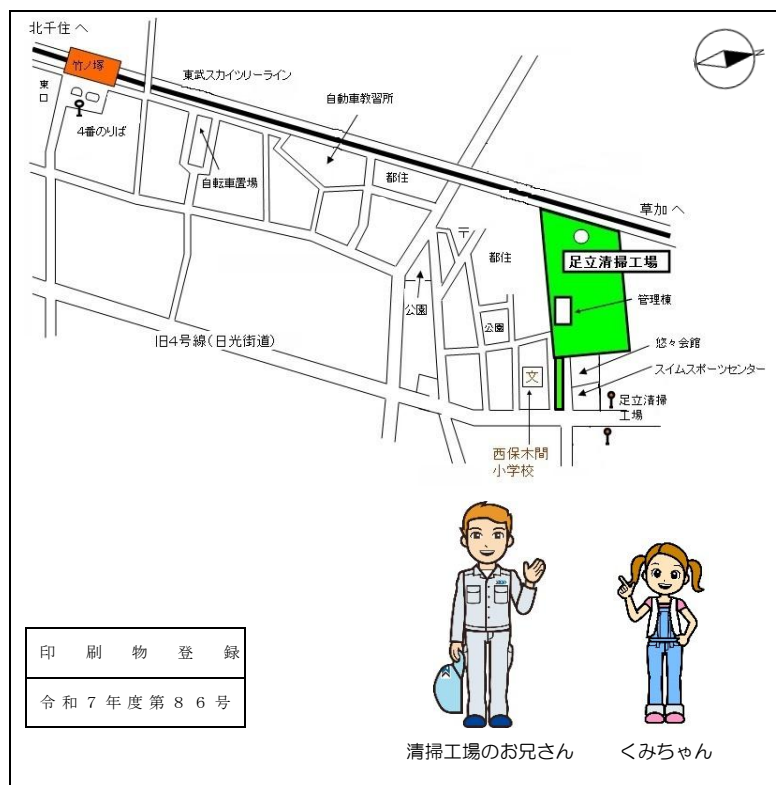 北千住 へ
竹ノ塚
東武スカイツリーライン
東
口
自動車教習所
4番のりば
自転車置場
都住
草加 へ
〒
都住
足立清掃工場
管理棟
公園
公園
旧4号線(日光街道)
悠々会館
スイムスポーツセンター
文
足立清掃
工場
西保木間
小学校
印刷物登録
令和7年度第86号
清掃工場のお兄さん
くみちゃん